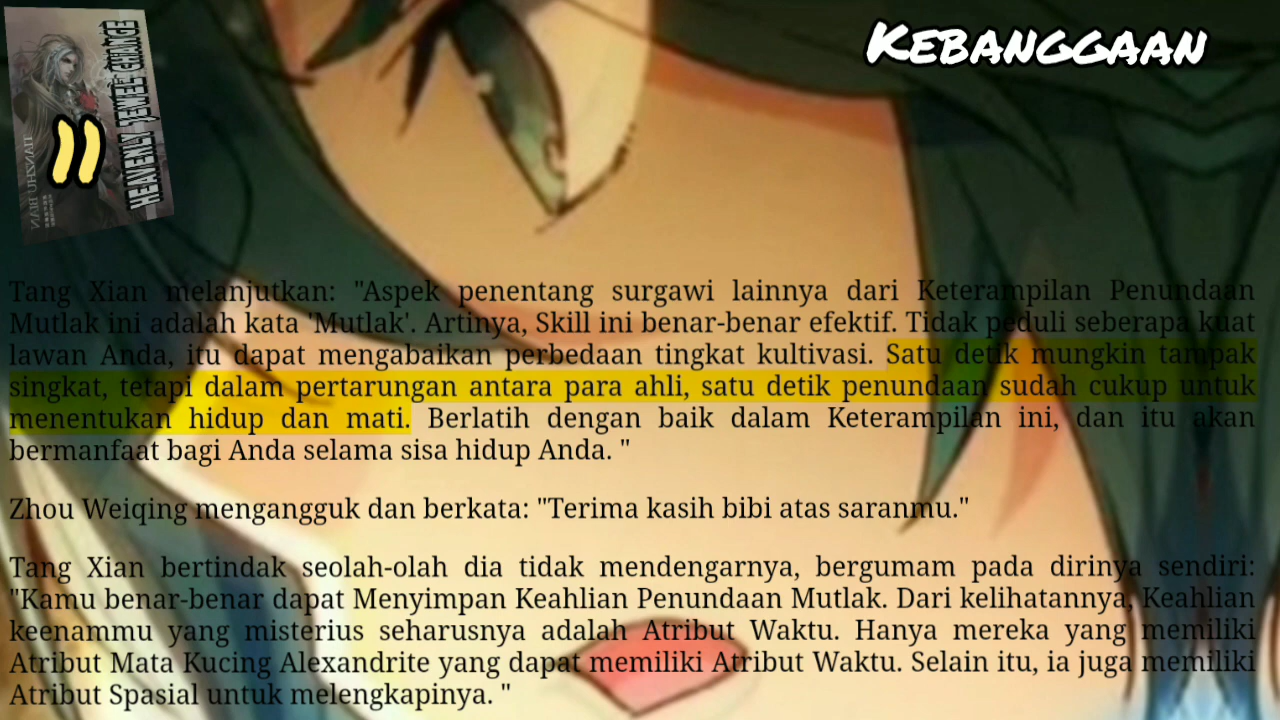 KEBANGGAAN
HEAVENLY JEWEL CHANGE
11
TIANZHU BIAN
Tang Xian melanjutkan: "Aspek penentang surgawi lainnya dari Keterampilan Penundaan
Mutlak ini adalah kata 'Mutlak'. Artinya, Skill ini benar-benar efektif. Tidak peduli seberapa kuat
lawan Anda, itu dapat mengabaikan perbedaan tingkat kultivasi. Satu detik mungkin tampak
singkat, tetapi dalam pertarungan antara para ahli, satu detik penundaan sudah cukup untuk
menentukan hidup dan mati. Berlatih dengan baik dalam Keterampilan ini, dan itu akan
bermanfaat bagi Anda selama sisa hidup Anda. "
Zhou Weiqing mengangguk dan berkata: "Terima kasih bibi atas saranmu."
Tang Xian bertindak seolah-olah dia tidak mendengarnya, bergumam pada dirinya sendiri:
"Kamu benar-benar dapat Menyimpan Keahlian Penundaan Mutlak. Dari kelihatannya, Keahlian
keenammu yang misterius seharusnya adalah Atribut Waktu. Hanya mereka yang memiliki
Atribut Mata Kucing Alexandrite yang dapat memiliki Atribut Waktu. Selain itu, ia juga memiliki
Atribut Spasial untuk melengkapinya. "